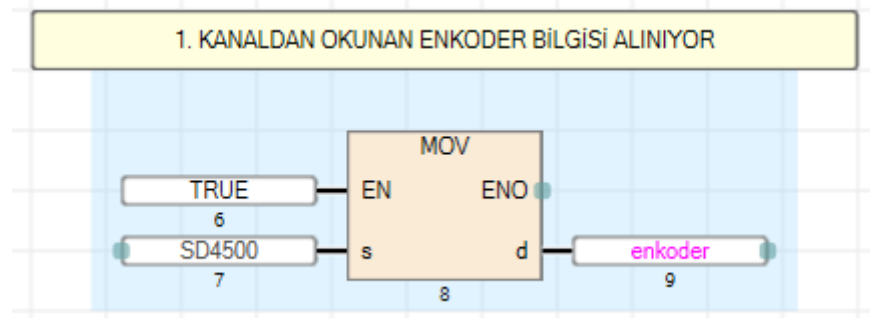 1. KANALDAN OKUNAN ENKODER BİLGİSİ ALINIYOR
MOV
TRUE
EN
ENO
6
SD4500
s
d
enkoder
7
8
9